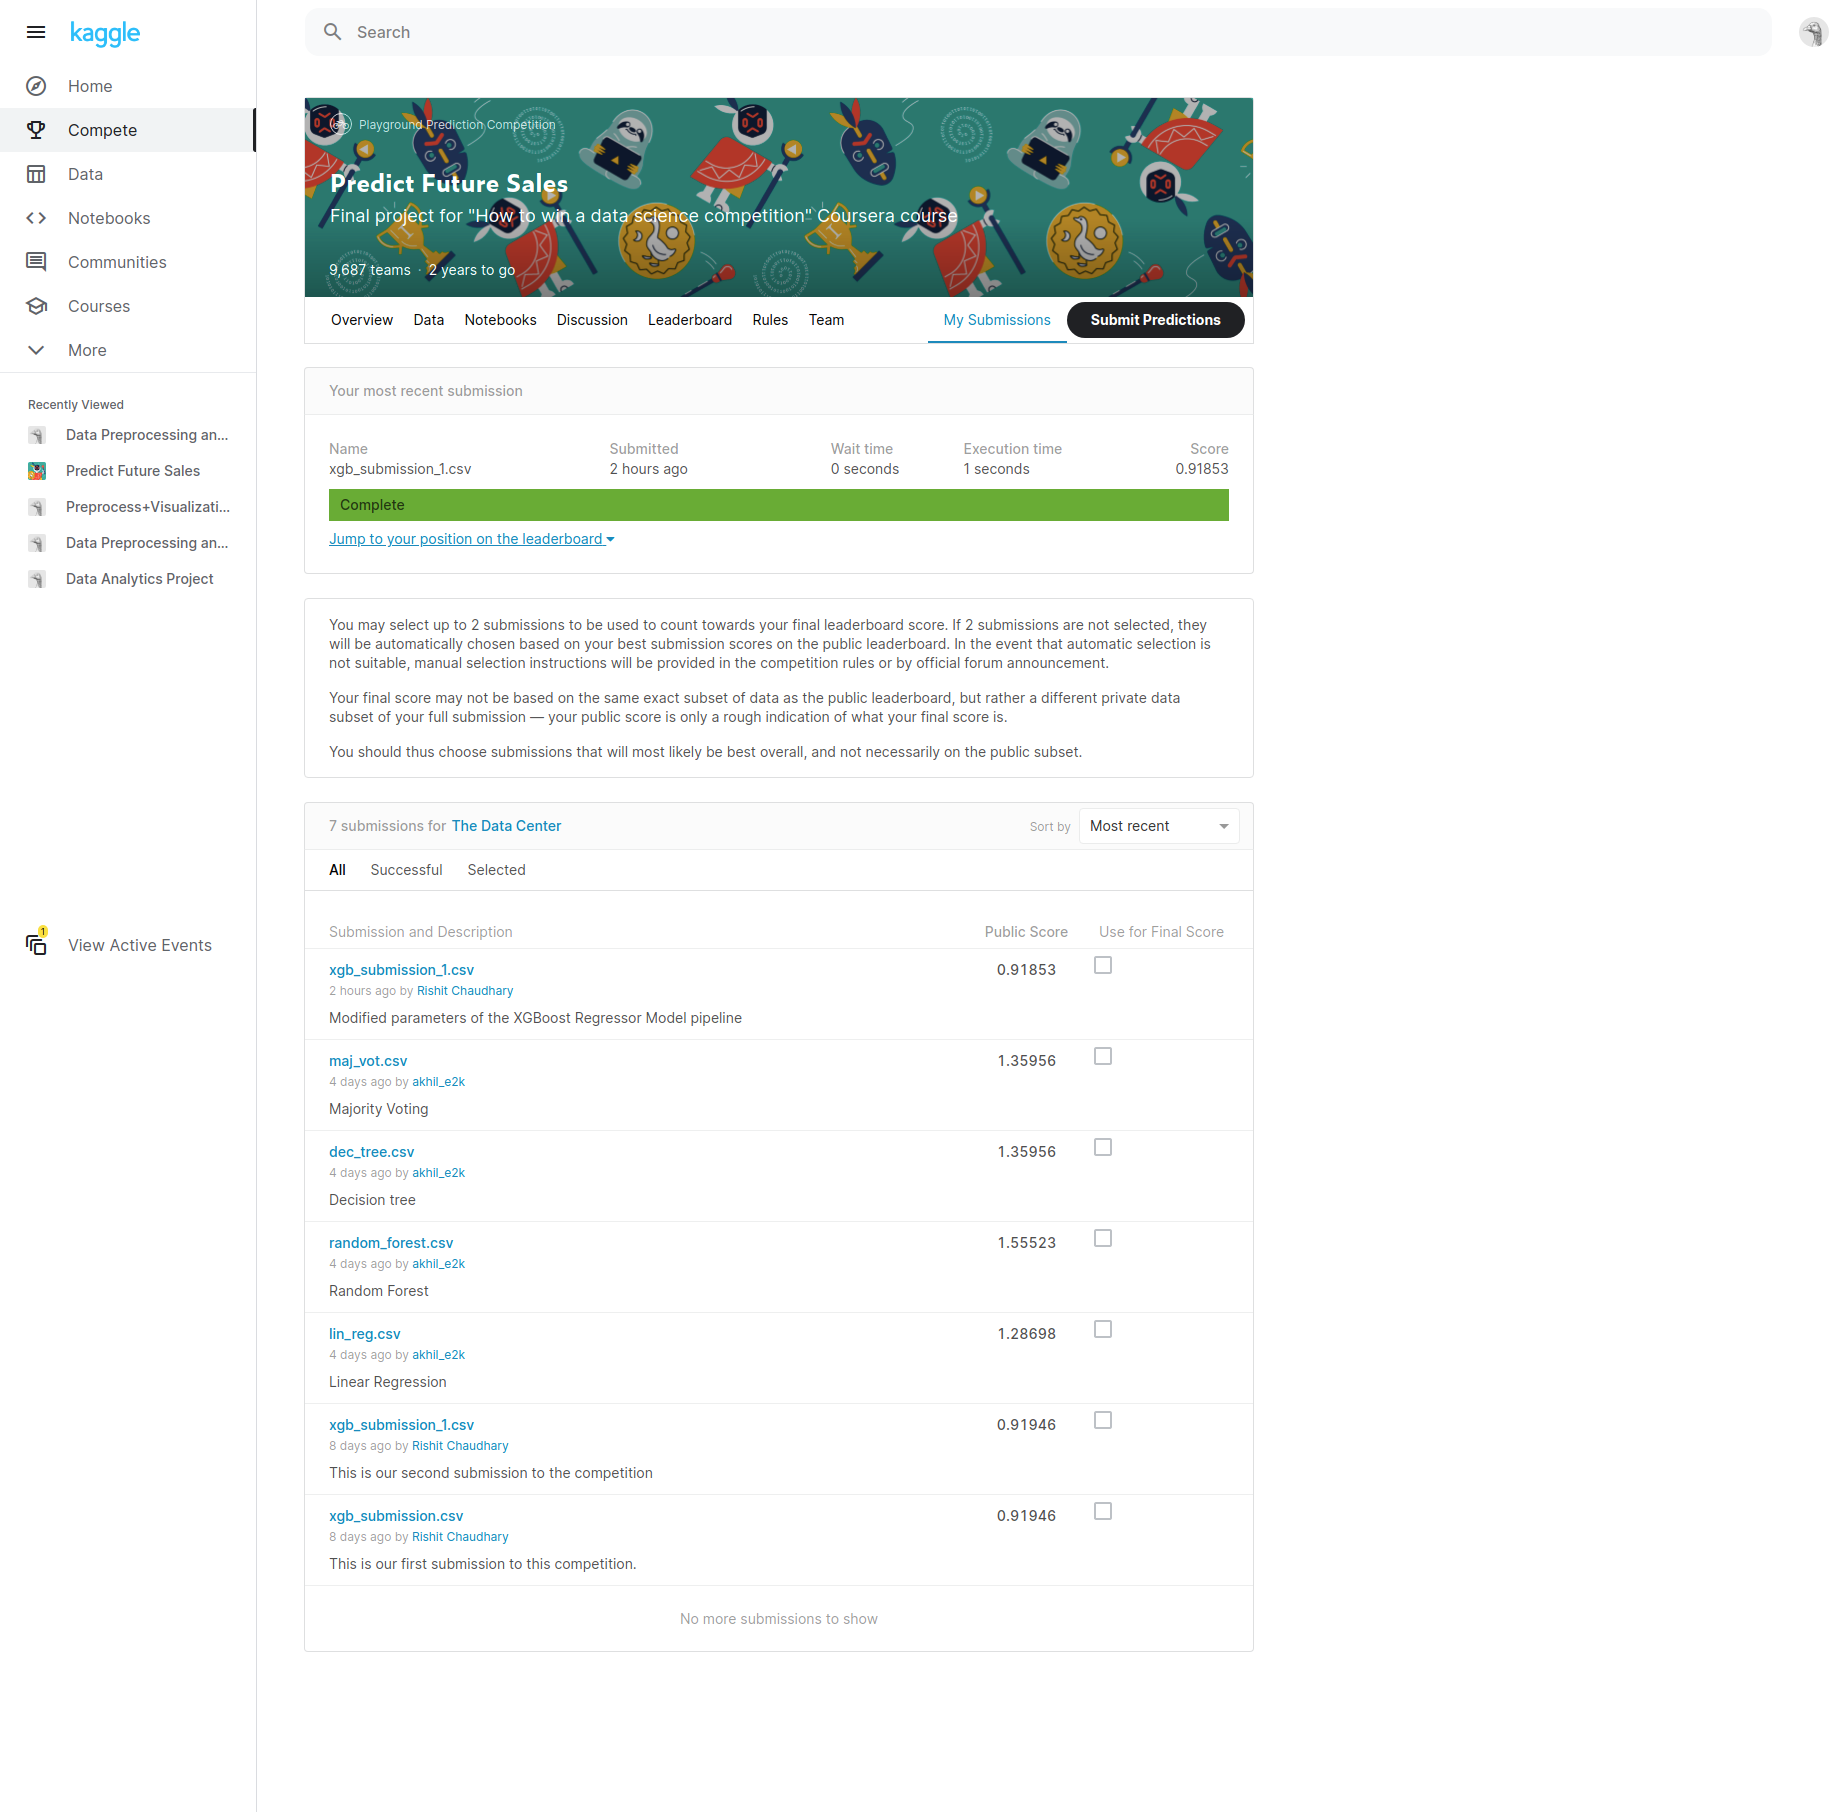 kaggle
Search
Home
Compete
Data
Notebooks
Communities
Courses
More
Recently Viewed
Data Preprocessing an...
Predict Future Sales
Preprocess+Visualizati...
Data Preprocessing an...
Data Analytics Project
1
View Active Events
Playground Prediction Competition
Predict Future Sales
Final project for "How to win a data science competition" Coursera course
9,687 teams · 2 years to go
Overview Data Notebooks Discussion Leaderboard Rules Team My Submissions Submit Predictions
Your most recent submission
Name Submitted Wait time Execution time Score
xgb_submission_1.csv 2 hours ago 0 seconds 1 seconds 0.91853
Complete
Jump to your position on the leaderboard
You may select up to 2 submissions to be used to count towards your final leaderboard score. If 2 submissions are not selected, they
will be automatically chosen based on your best submission scores on the public leaderboard. In the event that automatic selection is
not suitable, manual selection instructions will be provided in the competition rules or by official forum announcement.
Your final score may not be based on the same exact subset of data as the public leaderboard, but rather a different private data
subset of your full submission — your public score is only a rough indication of what your final score is.
You should thus choose submissions that will most likely be best overall, and not necessarily on the public subset.
7 submissions for The Data Center Sort by Most recent
All Successful Selected
Submission and Description Public Score Use for Final Score
xgb_submission_1.csv 0.91853
2 hours ago by Rishit Chaudhary
Modified parameters of the XGBoost Regressor Model pipeline
maj_vot.csv 1.35956
4 days ago by akhil_e2k
Majority Voting
dec_tree.csv 1.35956
4 days ago by akhil_e2k
Decision tree
random_forest.csv 1.55523
4 days ago by akhil_e2k
Random Forest
lin_reg.csv 1.28698
4 days ago by akhil_e2k
Linear Regression
xgb_submission_1.csv 0.91946
8 days ago by Rishit Chaudhary
This is our second submission to the competition
xgb_submission.csv 0.91946
8 days ago by Rishit Chaudhary
This is our first submission to this competition.
No more submissions to show